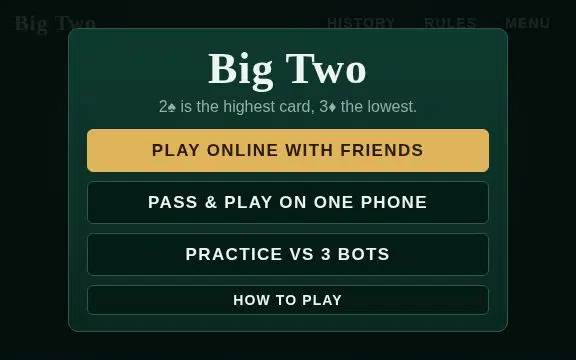 Big Two HISTORY RULES MENU
Big Two
2♠ is the highest card, 3♦ the lowest.
PLAY ONLINE WITH FRIENDS
PASS & PLAY ON ONE PHONE
PRACTICE VS 3 BOTS
HOW TO PLAY